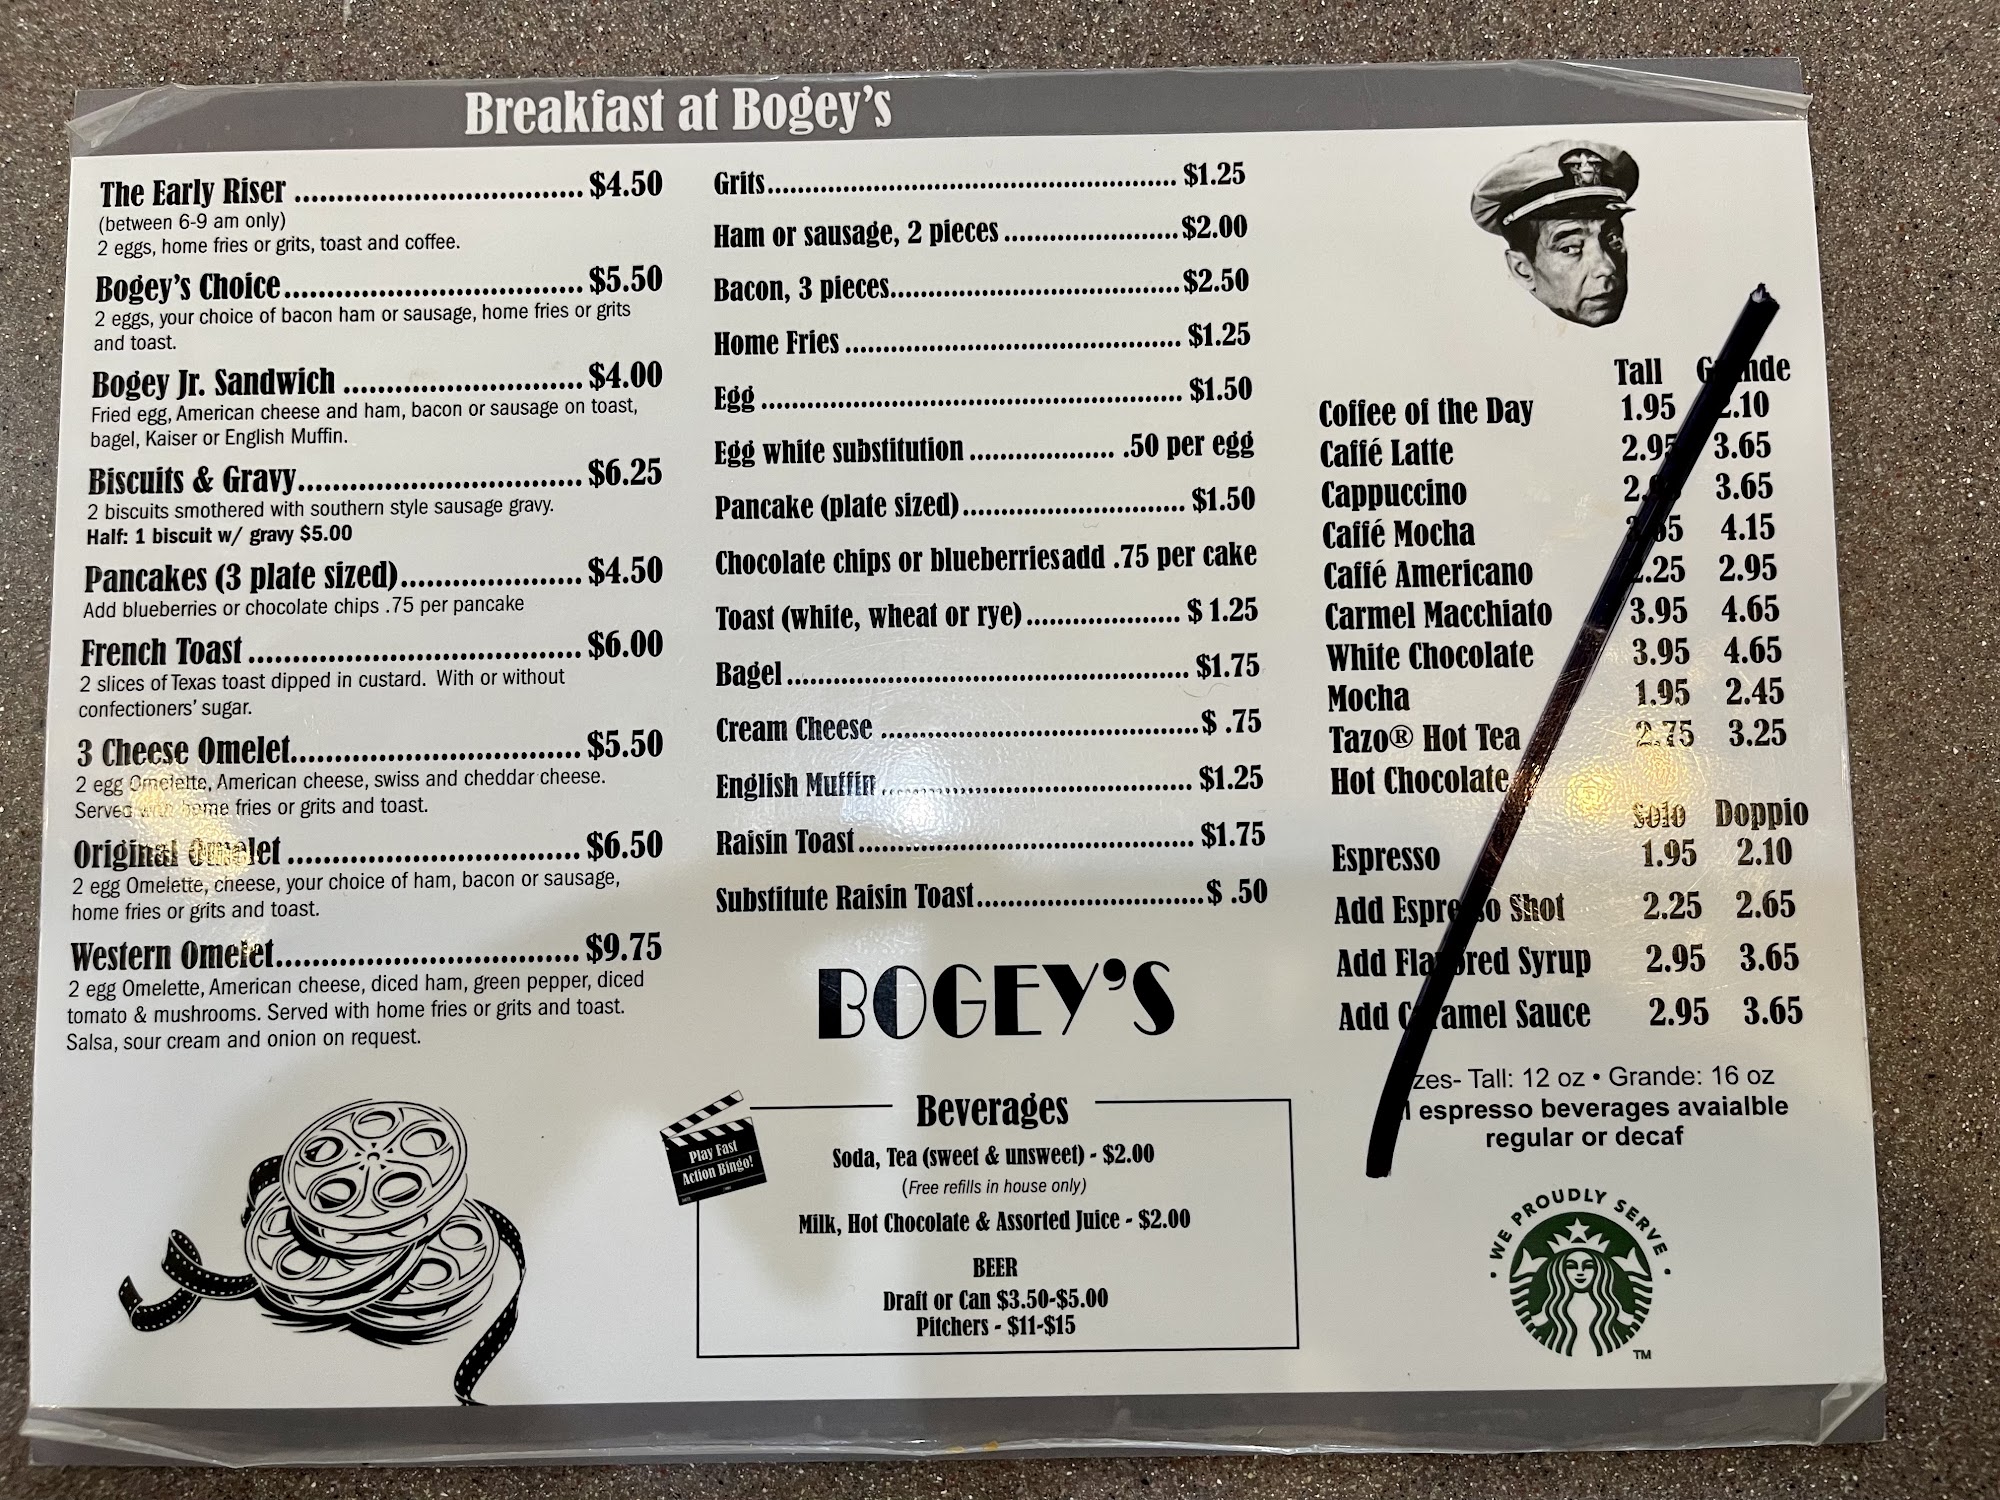 Breakfast at Bogey's
The Early Riser ................................ $4.50
(between 6-9 am only)
2 eggs, home fries or grits, toast and coffee.
Bogey's Choice................................ $5.50
2 eggs, your choice of bacon ham or sausage, home fries or grits
and toast.
Bogey Jr. Sandwich .......................... $4.00
Fried egg, American cheese and ham, bacon or sausage on toast,
bagel, Kaiser or English Muffin.
Biscuits & Gravy............................... $6.25
2 biscuits smothered with southern style sausage gravy.
Half: 1 biscuit w/ gravy $5.00
Pancakes (3 plate sized).................... $4.50
Add blueberries or chocolate chips .75 per pancake
French Toast .................................... $6.00
2 slices of Texas toast dipped in custard. With or without
confectioners' sugar.
3 Cheese Omelet................................ $5.50
2 egg Omelette, American cheese, swiss and cheddar cheese.
Served with home fries or grits and toast.
Original Omelet ................................ $6.50
2 egg Omelette, cheese, your choice of ham, bacon or sausage,
home fries or grits and toast.
Western Omelet................................. $9.75
2 egg Omelette, American cheese, diced ham, green pepper, diced
tomato & mushrooms. Served with home fries or grits and toast.
Salsa, sour cream and onion on request.
Grits...................................................... $1.25
Ham or sausage, 2 pieces ........................$2.00
Bacon, 3 pieces.......................................$2.50
Home Fries ............................................. $1.25
Egg ........................................................ $1.50
Egg white substitution ................... .50 per egg
Pancake (plate sized).............................. $1.50
Chocolate chips or blueberriesadd .75 per cake
Toast (white, wheat or rye)..................... $ 1.25
Bagel ..................................................... $1.75
Cream Cheese ..........................................$ .75
English Muffin ......................................... $1.25
Raisin Toast............................................. $1.75
Substitute Raisin Toast..............................$ .50
BOGEY'S
Play Fast
Action Bingo!
Beverages
Soda, Tea (sweet & unsweet) - $2.00
(Free refills in house only)
Milk, Hot Chocolate & Assorted Juice - $2.00
BEER
Draft or Can $3.50-$5.00
Pitchers - $11-$15
Tall Grande
Coffee of the Day 1.95 2.10
Caffé Latte 2.95 3.65
Cappuccino 3.65
Caffé Mocha 4.15
Caffé Americano 2.25 2.95
Carmel Macchiato 3.95 4.65
White Chocolate 3.95 4.65
Mocha 1.95 2.45
Tazo® Hot Tea 2.75 3.25
Hot Chocolate
Solo Doppio
Espresso 1.95 2.10
Add Espresso Shot 2.25 2.65
Add Flavored Syrup 2.95 3.65
Add Caramel Sauce 2.95 3.65
zes- Tall: 12 oz • Grande: 16 oz
espresso beverages avaialble
regular or decaf
• WE PROUDLY SERVE •
TM